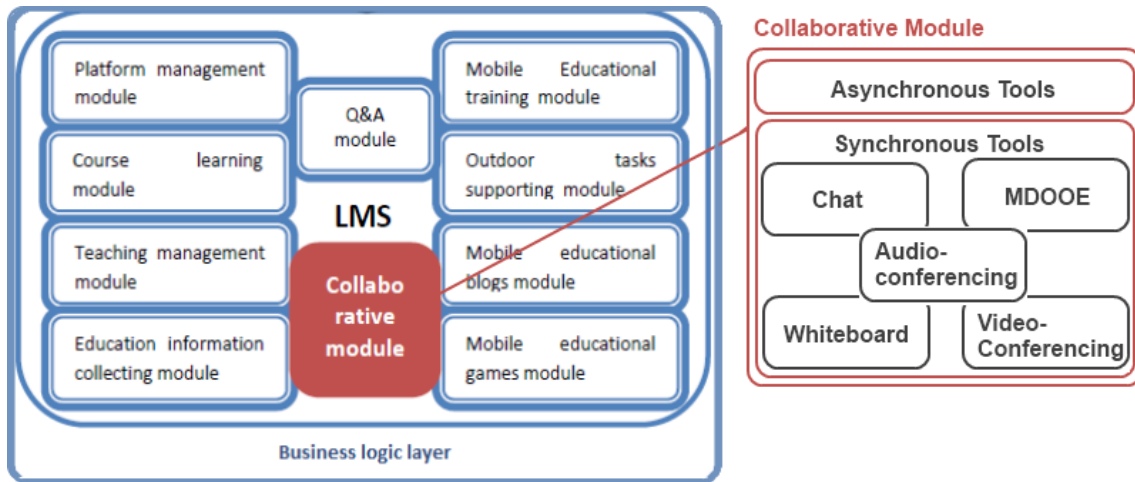 Platform management
module
Course learning
module
Teaching management
module
Education information
collecting module
Q&A
module
LMS
Collabo
rative
module
Mobile Educational
training module
Outdoor tasks
supporting module
Mobile educational
blogs module
Mobile educational
games module
Business logic layer
Collaborative Module
Asynchronous Tools
Synchronous Tools
Chat
MDOOE
Audio-
conferencing
Whiteboard
Video-
Conferencing